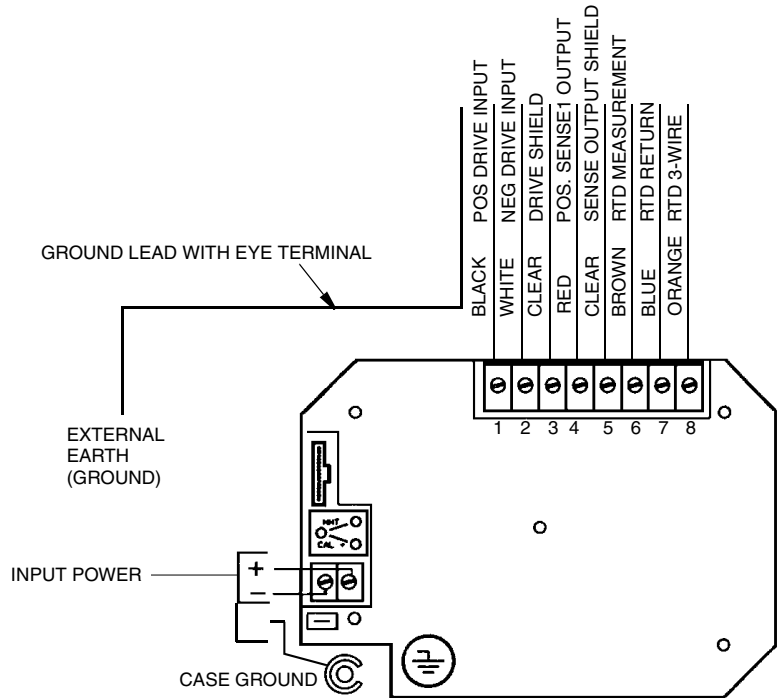 BLACK POS DRIVE INPUT
WHITE NEG DRIVE INPUT
CLEAR DRIVE SHIELD
RED POS. SENSE1 OUTPUT
CLEAR SENSE OUTPUT SHIELD
BROWN RTD MEASUREMENT
BLUE RTD RETURN
ORANGE RTD 3-WIRE
GROUND LEAD WITH EYE TERMINAL
1 2 3 4 5 6 7 8
EXTERNAL
EARTH
(GROUND)
CAL +
INPUT POWER
+
−
−
CASE GROUND